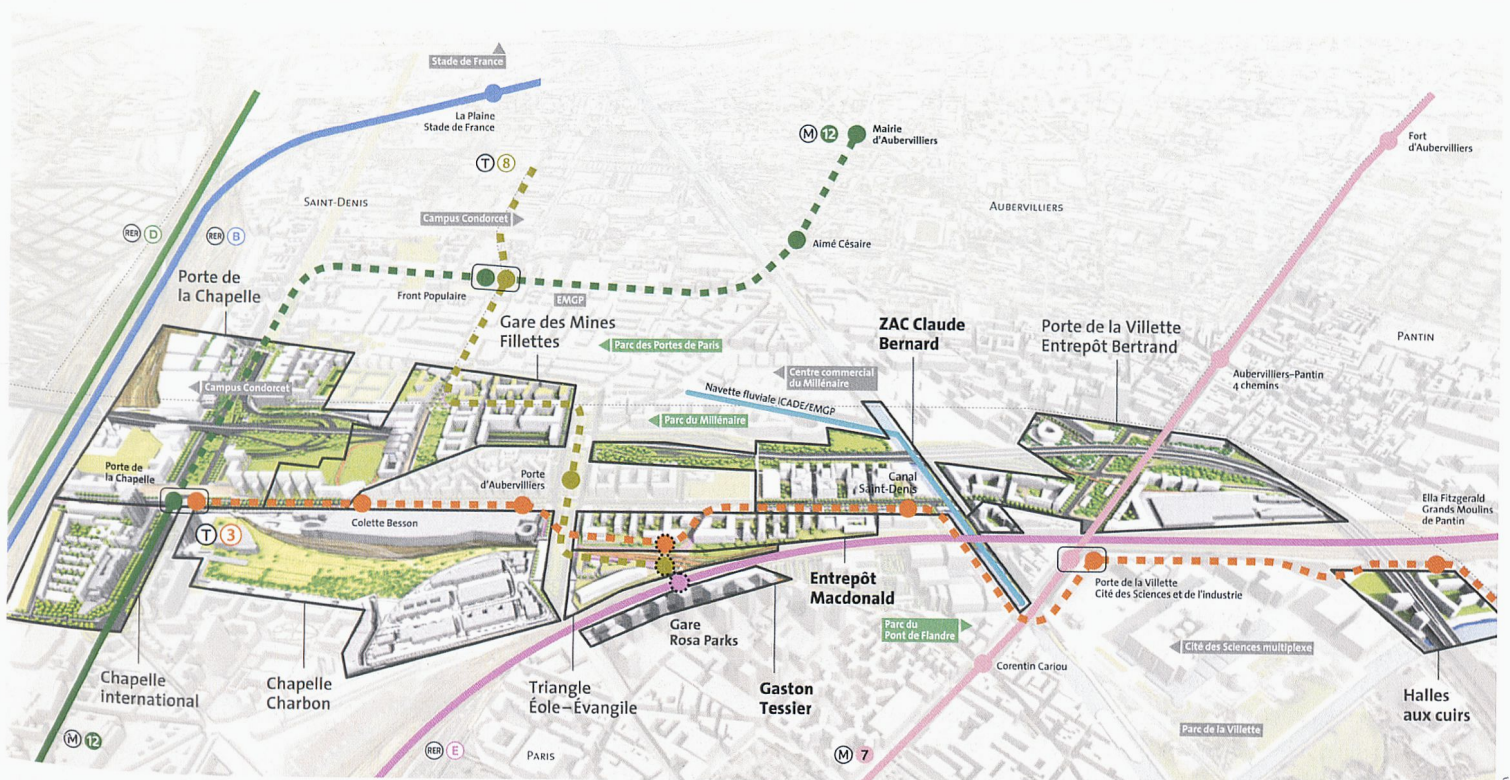 Stade de France
La Plaine
Stade de France
M 12
Mairie
d'Aubervilliers
Fort
d'Aubervilliers
T 8
SAINT-DENIS
Campus Condorcet
AUBERVILLIERS
RER D
RER B
Aimé Césaire
Porte de
la Chapelle
Front Populaire
EMGP
Gare des Mines
Fillettes
ZAC Claude
Bernard
Porte de la Villette
Entrepôt Bertrand
PANTIN
Parc des Portes de Paris
Centre commercial
du Millénaire
Aubervilliers–Pantin
4 chemins
Campus Condorcet
Navette fluviale ICADE/EMGP
Parc du Millénaire
Porte de
la Chapelle
Porte
d'Aubervilliers
Canal
Saint-Denis
Ella Fitzgerald
Grands Moulins
de Pantin
T 3
Colette Besson
Entrepôt
Macdonald
Porte de la Villette
Cité des Sciences et de l'industrie
Gare
Rosa Parks
Parc du
Pont de Flandre
Cité des Sciences multiplexe
Corentin Cariou
Chapelle
international
Chapelle
Charbon
Triangle
Éole–Évangile
Gaston
Tessier
Halles
aux cuirs
Parc de la Villette
M 12
RER E
PARIS
M 7